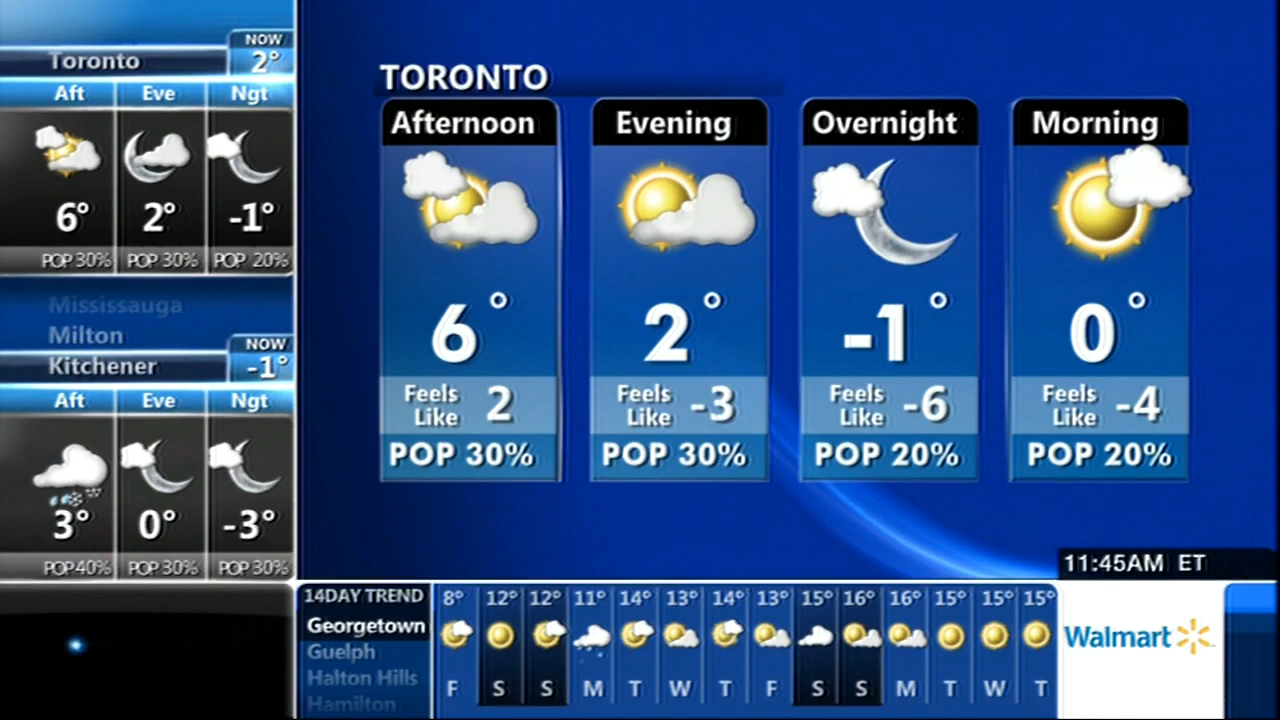 NOW
Toronto 2°
Aft Eve Ngt
6° 2° -1°
POP 30% POP 30% POP 20%
Mississauga
Milton
NOW
Kitchener -1°
Aft Eve Ngt
3° 0° -3°
POP 40% POP 30% POP 30%
TORONTO
Afternoon Evening Overnight Morning
6° 2° -1° 0°
Feels Like 2 Feels Like -3 Feels Like -6 Feels Like -4
POP 30% POP 30% POP 20% POP 20%
11:45AM ET
14DAY TREND 8° 12° 12° 11° 14° 13° 14° 13° 15° 16° 16° 15° 15° 15°
Georgetown
Guelph
Halton Hills
Hamilton
F S S M T W T F S S M T W T
Walmart